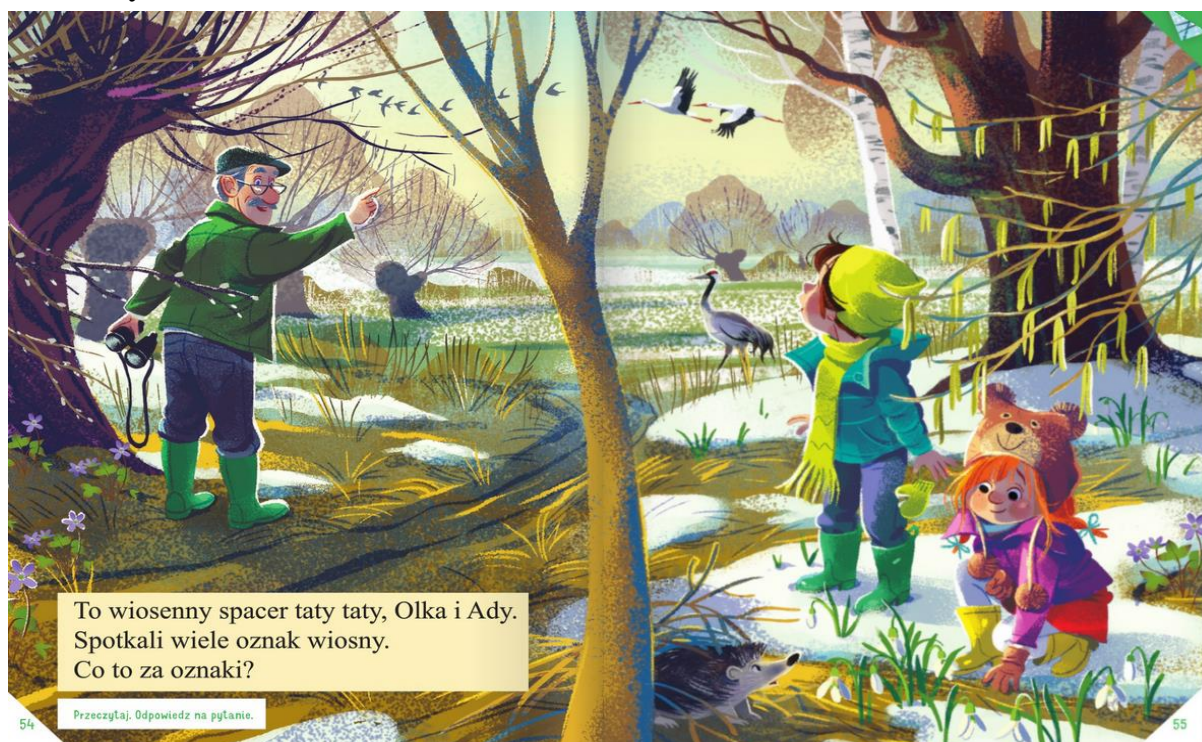 To wiosenny spacer taty taty, Olka i Ady.
Spotkali wiele oznak wiosny.
Co to za oznaki?
Przeczytaj. Odpowiedz na pytanie.
54
55